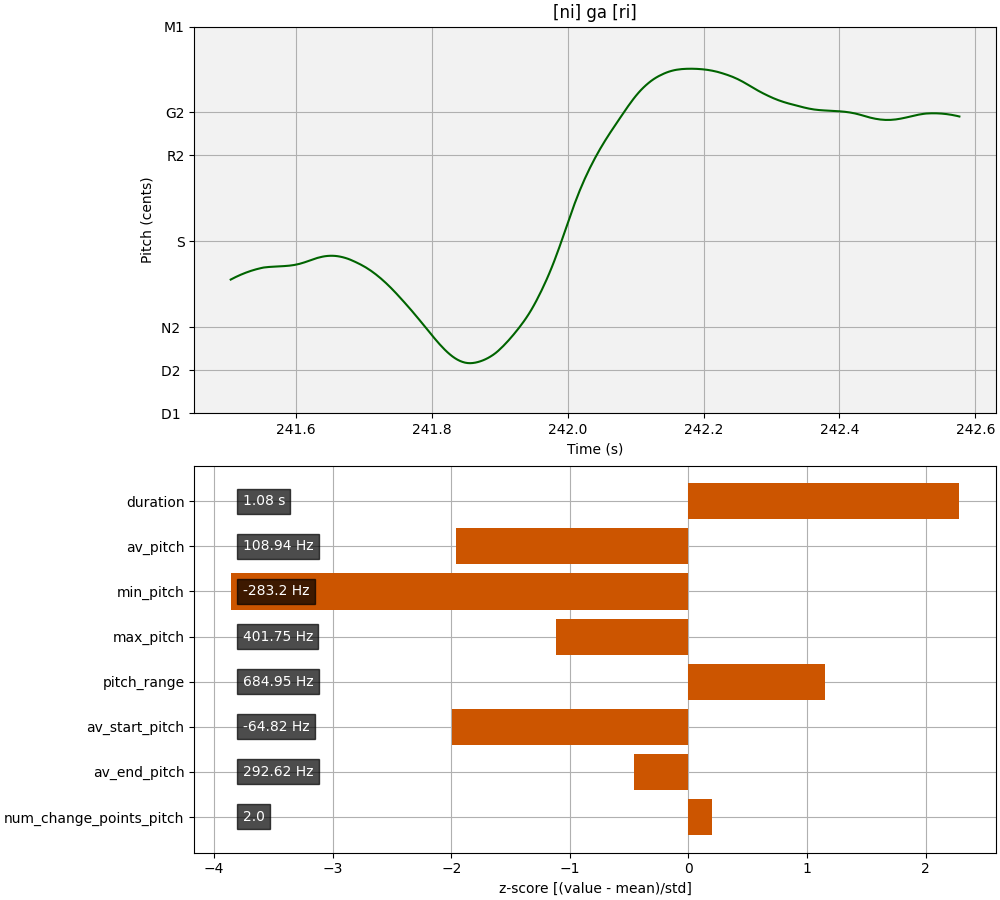 [ni] ga [ri]
M1
G2
R2
S
N2
D2
D1
Pitch (cents)
241.6 241.8 242.0 242.2 242.4 242.6
Time (s)
duration 1.08 s
av_pitch 108.94 Hz
min_pitch -283.2 Hz
max_pitch 401.75 Hz
pitch_range 684.95 Hz
av_start_pitch -64.82 Hz
av_end_pitch 292.62 Hz
num_change_points_pitch 2.0
−4 −3 −2 −1 0 1 2
z-score [(value - mean)/std]